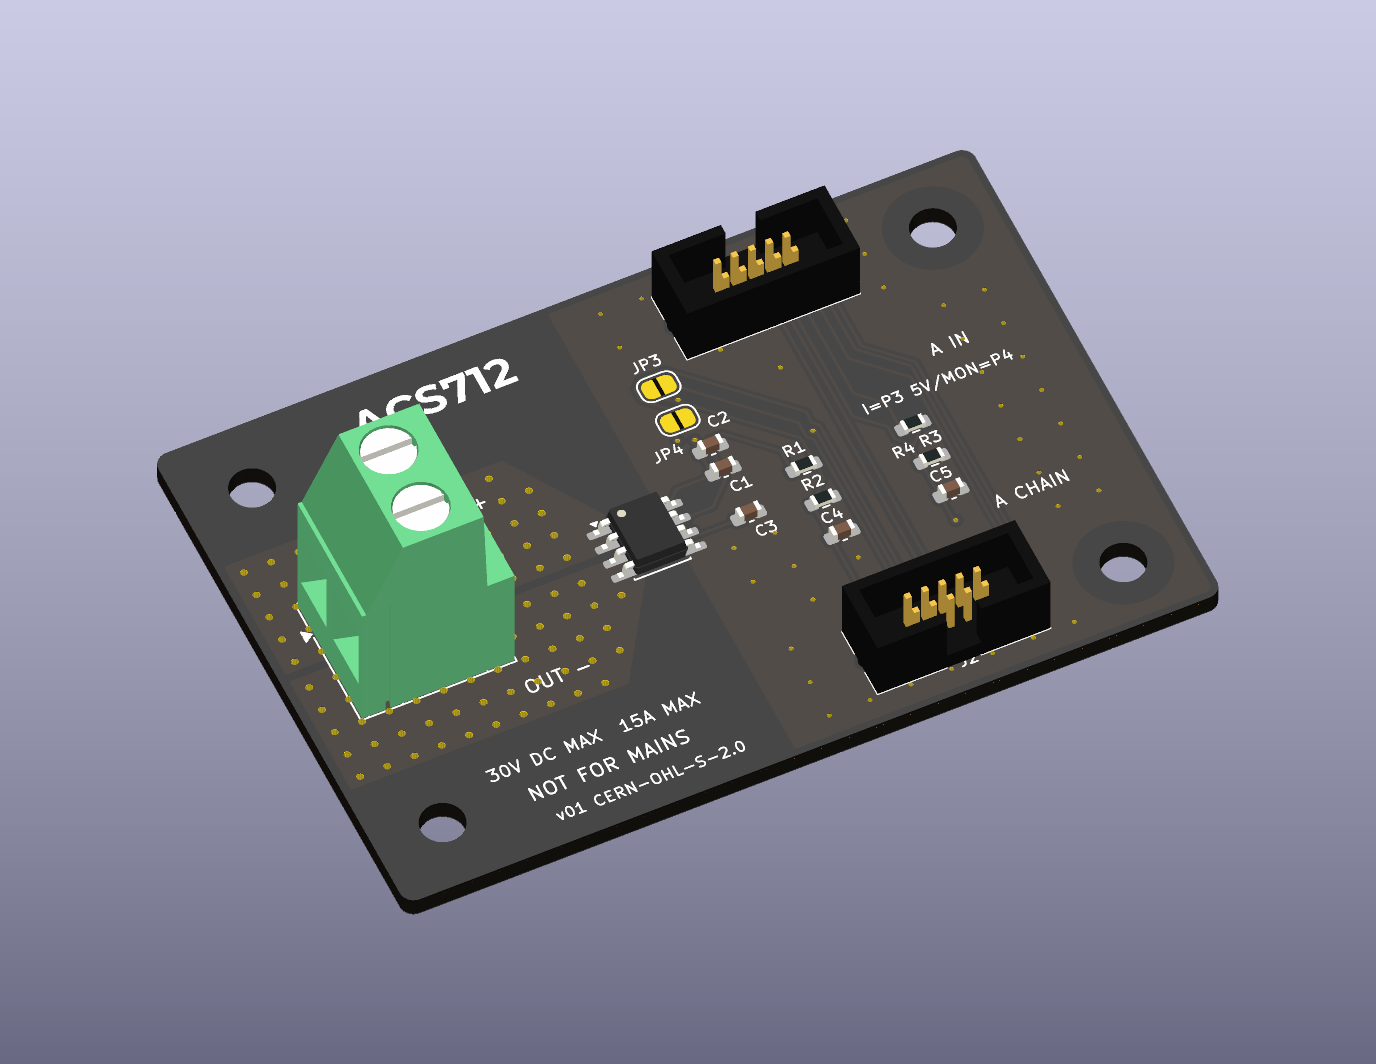 ACS712
JP3
JP4
C2
C1
C3
R1
R2
C4
A IN
I=P3 5V/MON=P4
R4 R3
C5
A CHAIN
J2
+
OUT –
30V DC MAX 15A MAX
NOT FOR MAINS
v01 CERN-OHL-S-2.0